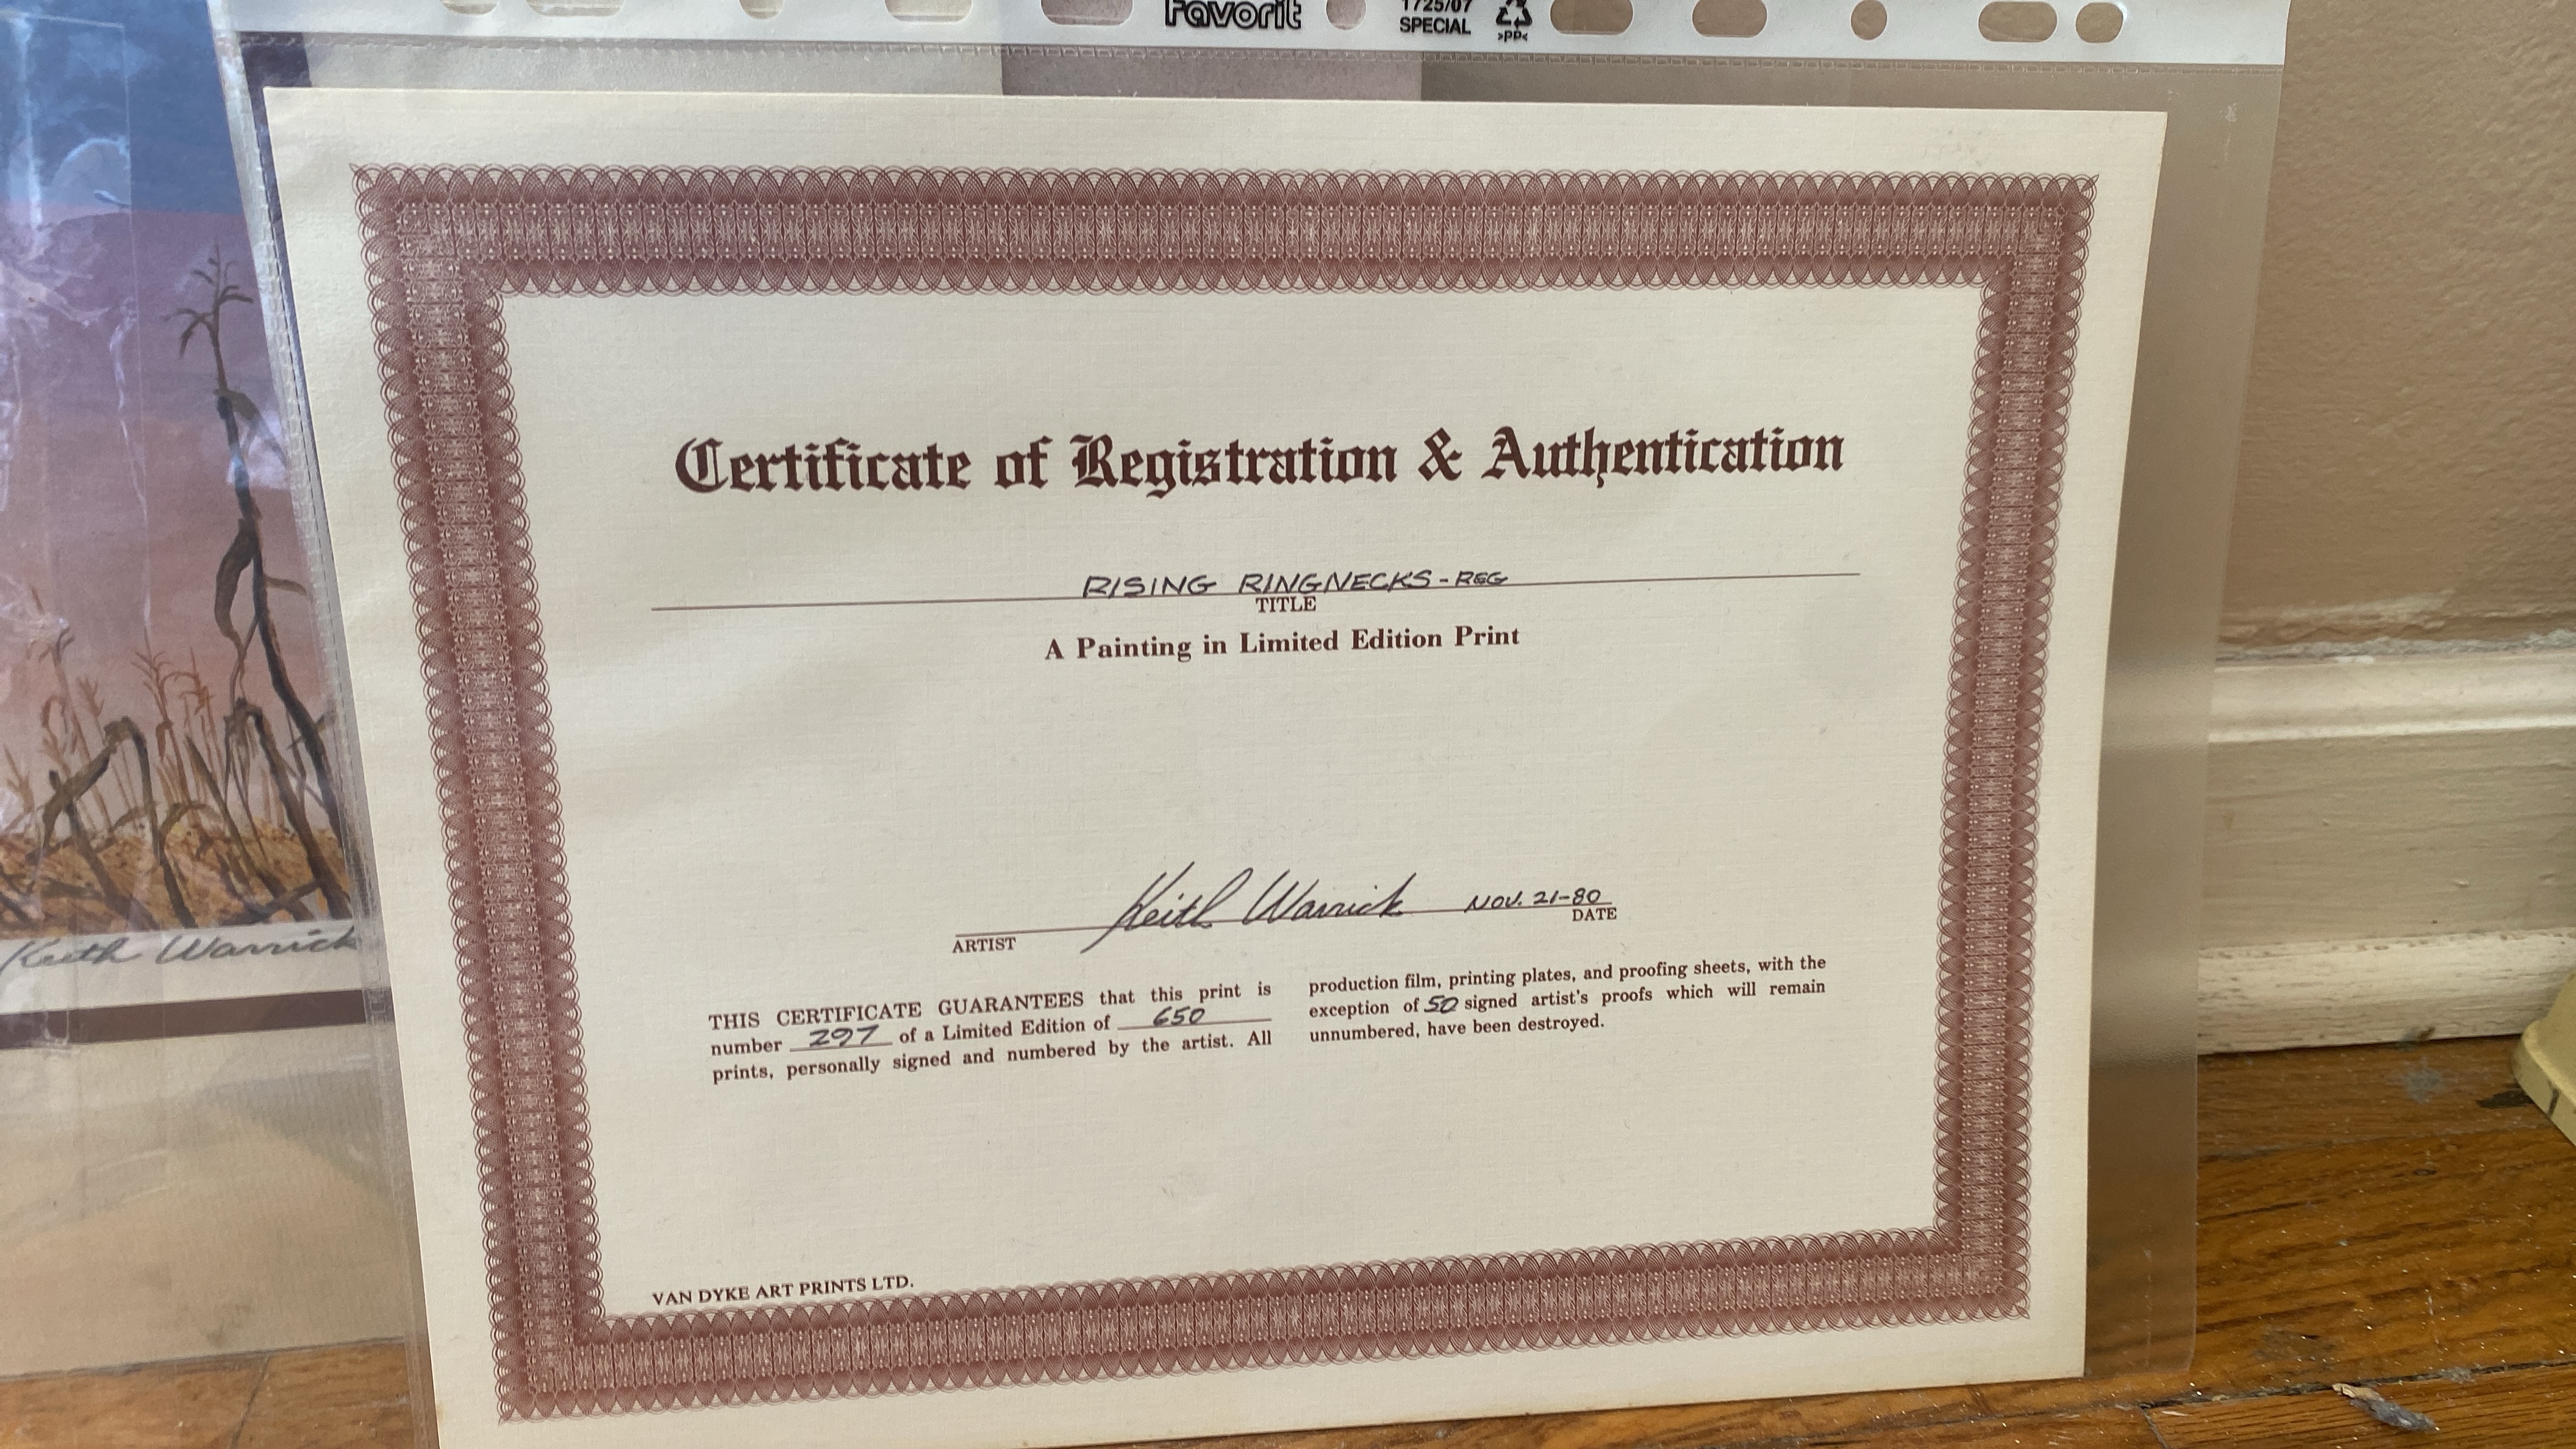 Favorit
1725/07
SPECIAL
>PP<
Certificate of Registration & Authentication
RISING RINGNECKS - REG
TITLE
A Painting in Limited Edition Print
Keith Warrick NOV. 21-80
ARTIST DATE
THIS CERTIFICATE GUARANTEES that this print is
number 297 of a Limited Edition of 650
prints, personally signed and numbered by the artist. All
production film, printing plates, and proofing sheets, with the
exception of 50 signed artist's proofs which will remain
unnumbered, have been destroyed.
VAN DYKE ART PRINTS LTD.
Keith Warrick